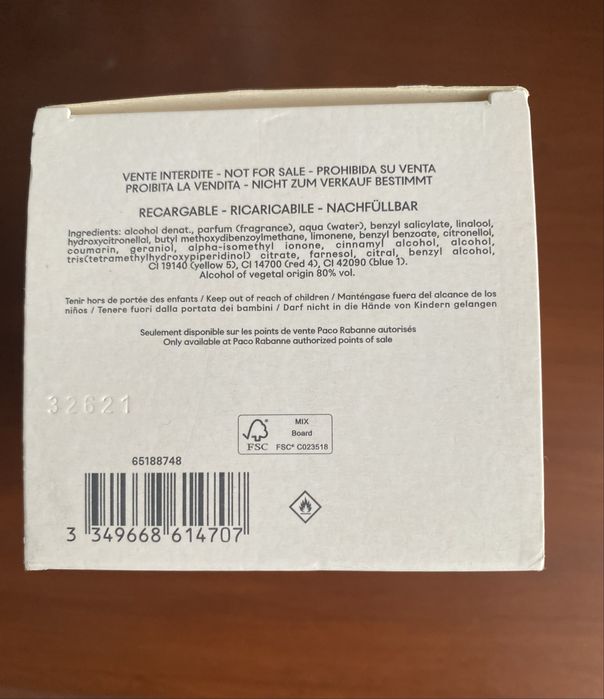 VENTE INTERDITE - NOT FOR SALE - PROHIBIDA SU VENTA
PROIBITA LA VENDITA - NICHT ZUM VERKAUF BESTIMMT
RECARGABLE - RICARICABILE - NACHFÜLLBAR
Ingredients: alcohol denat., parfum (fragrance), aqua (water), benzyl salicylate, linalool,
hydroxycitronellal, butyl methoxydibenzoylmethane, limonene, benzyl benzoate, citronellol,
coumarin, geraniol, alpha-isomethyl ionone, cinnamyl alcohol, alcohol,
tris(tetramethylhydroxypiperidinol) citrate, farnesol, citral, benzyl alcohol,
CI 19140 (yellow 5), CI 14700 (red 4), CI 42090 (blue 1).
Alcohol of vegetal origin 80% vol.
Tenir hors de portée des enfants / Keep out of reach of children / Manténgase fuera del alcance de los
niños / Tenere fuori dalla portata dei bambini / Darf nicht in die Hände von Kindern gelangen
Seulement disponible sur les points de vente Paco Rabanne autorisés
Only available at Paco Rabanne authorized points of sale
32621
MIX
Board
FSC FSC® C023518
65188748
3 349668 614707